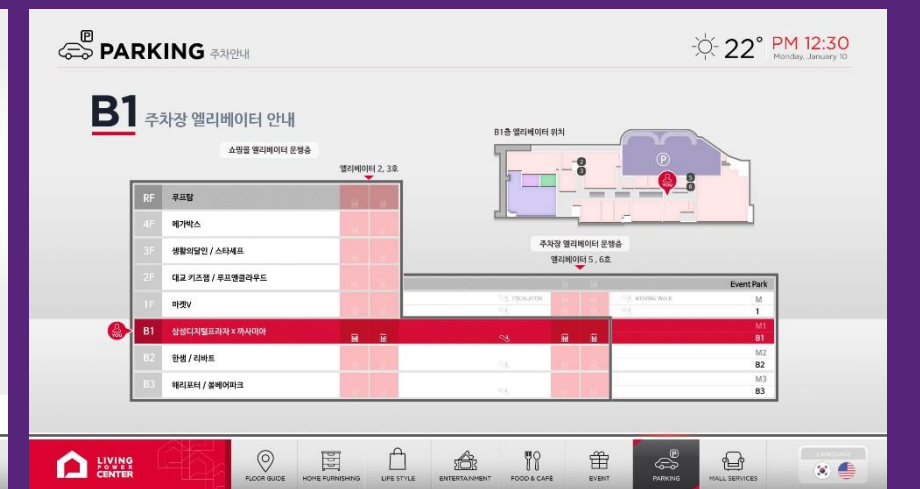 P
PARKING 주차안내
22° PM 12:30
Monday, January 10
B1 주차장 엘리베이터 안내
쇼핑몰 엘리베이터 운행층
엘리베이터 2, 3호
B1층 엘리베이터 위치
2
3
P
5
6
YOU
주차장 엘리베이터 운행층
엘리베이터 5, 6호
RF 루프탑
4F 메가박스
3F 생활의달인 / 스타셰프
2F 대교 키즈잼 / 루프앤클라우드
Event Park
1F 마켓V
ESCALATOR
MOVING WALK
M
1
YOU
B1 삼성디지털프라자 x 까사미아
M1
B1
B2 한샘 / 리바트
M2
B2
B3 해리포터 / 볼베어파크
M3
B3
LIVING
POWER
CENTER
FLOOR GUIDE
HOME FURNISHING
LIFE STYLE
ENTERTAINMENT
FOOD & CAFÉ
EVENT
P
PARKING
MALL SERVICES
LANGUAGE